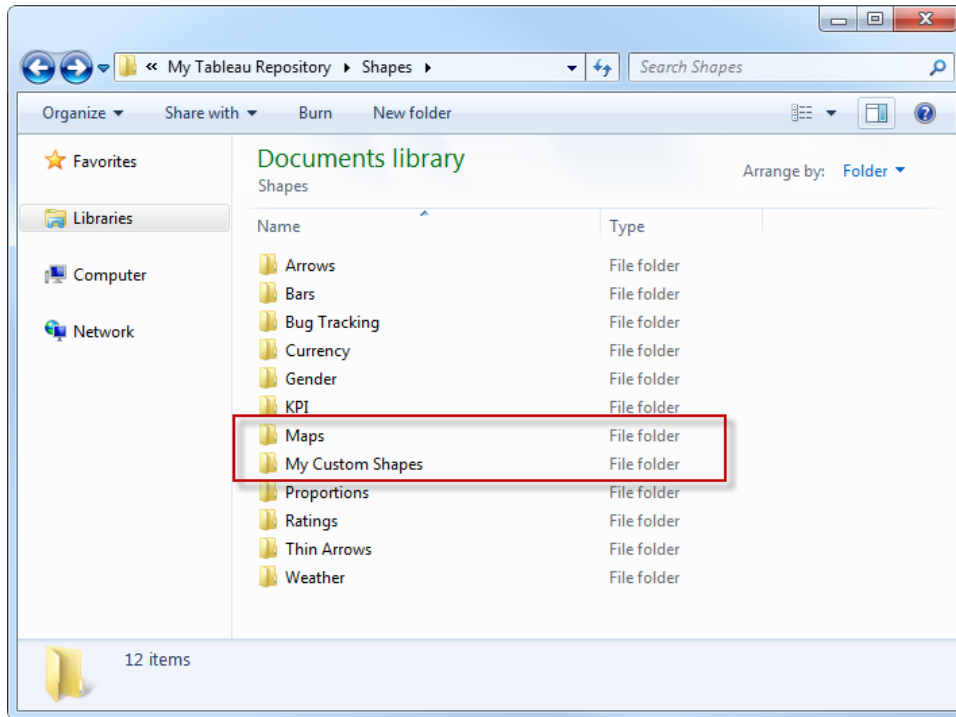 « My Tableau Repository Shapes Search Shapes
Organize Share with Burn New folder
Favorites
Libraries
Computer
Network
Documents library
Shapes
Arrange by: Folder
Name Type
Arrows File folder
Bars File folder
Bug Tracking File folder
Currency File folder
Gender File folder
KPI File folder
Maps File folder
My Custom Shapes File folder
Proportions File folder
Ratings File folder
Thin Arrows File folder
Weather File folder
12 items